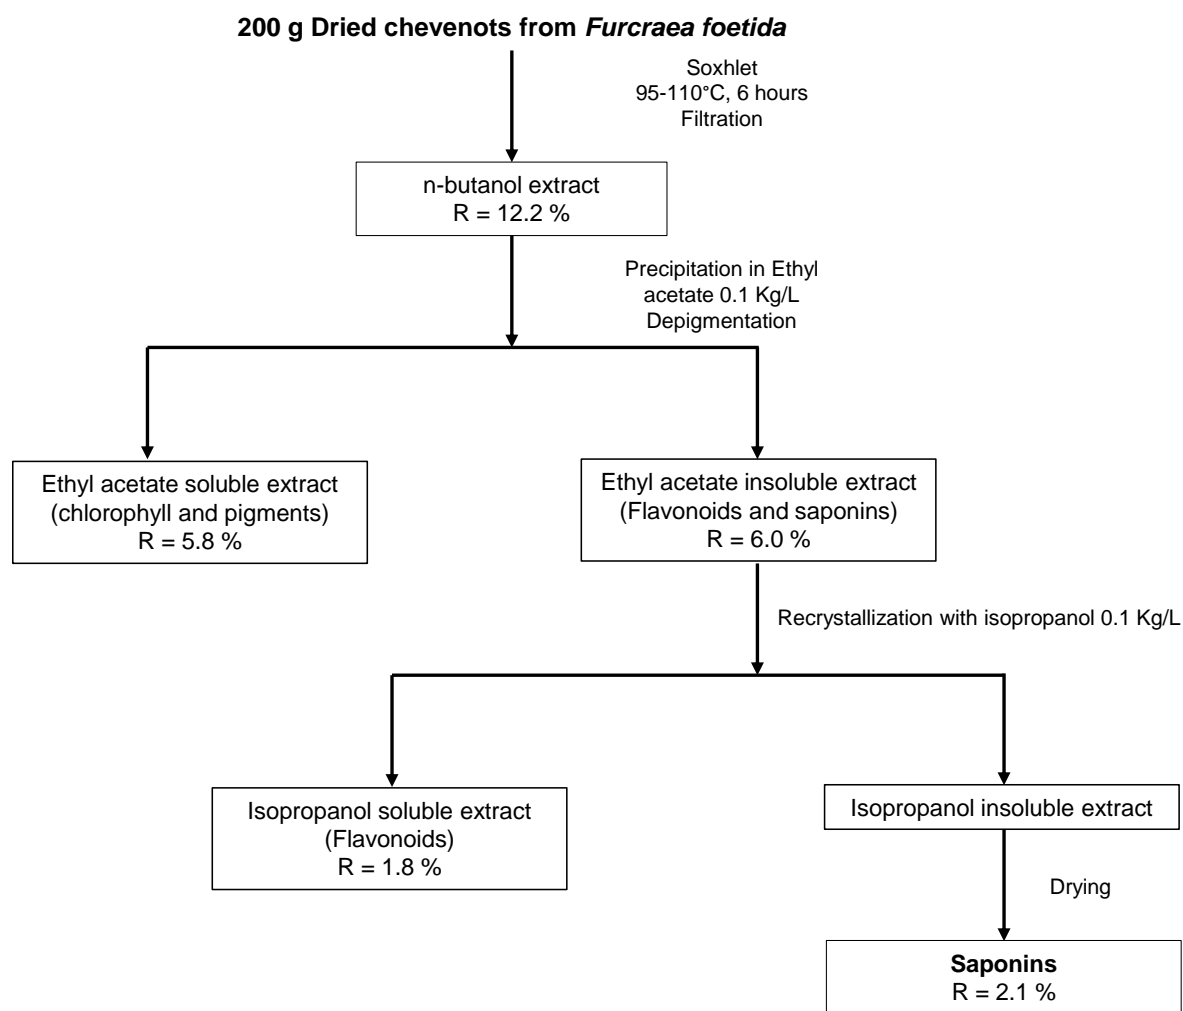 200 g Dried chevenots from Furcraea foetida
Soxhlet
95-110°C, 6 hours
Filtration
n-butanol extract
R = 12.2 %
Precipitation in Ethyl
acetate 0.1 Kg/L
Depigmentation
Ethyl acetate soluble extract
(chlorophyll and pigments)
R = 5.8 %
Ethyl acetate insoluble extract
(Flavonoids and saponins)
R = 6.0 %
Recrystallization with isopropanol 0.1 Kg/L
Isopropanol soluble extract
(Flavonoids)
R = 1.8 %
Isopropanol insoluble extract
Drying
Saponins
R = 2.1 %